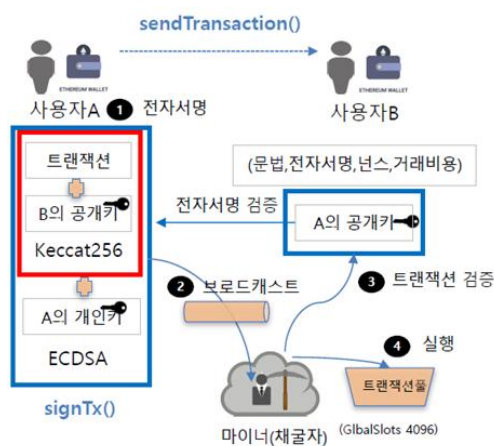 sendTransaction()
ETHEREUM WALLET
ETHEREUM WALLET
사용자A
1 전자서명
사용자B
트랜잭션
B의 공개키
Keccat256
A의 개인키
ECDSA
signTx()
(문법,전자서명,넌스,거래비용)
전자서명 검증
A의 공개키
2 브로드캐스트
3 트랜잭션 검증
4 실행
트랜잭션풀
마이너(채굴자)
(GlbalSlots 4096)